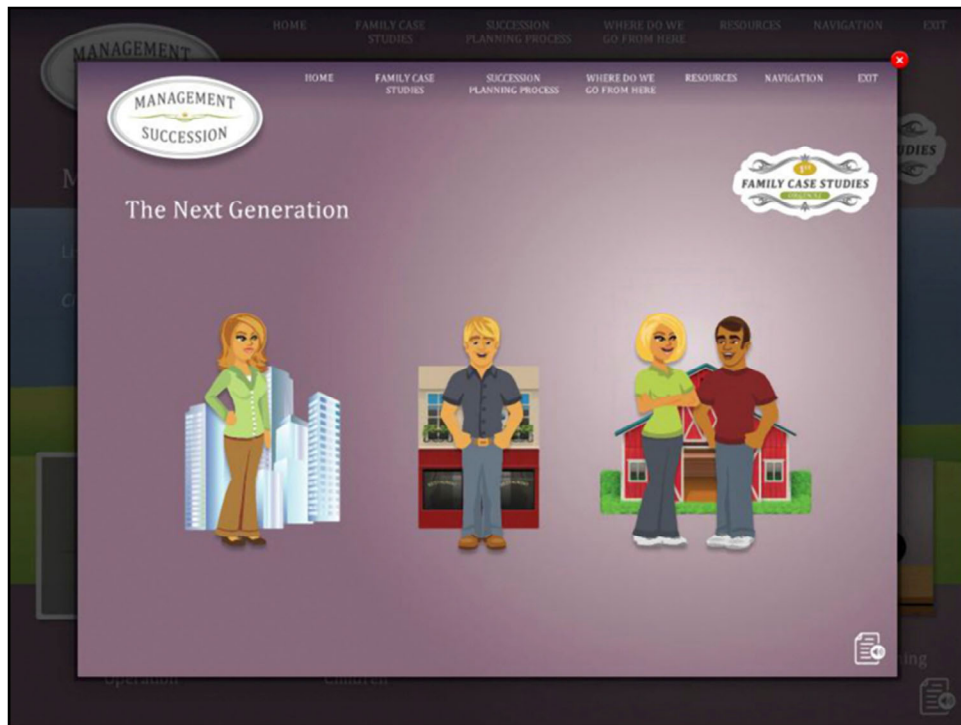 HOME
FAMILY CASE
STUDIES
SUCCESSION
PLANNING PROCESS
WHERE DO WE
GO FROM HERE
RESOURCES
NAVIGATION
EXIT
MANAGEMENT
HOME
FAMILY CASE
STUDIES
SUCCESSION
PLANNING PROCESS
WHERE DO WE
GO FROM HERE
RESOURCES
NAVIGATION
EXIT
MANAGEMENT
SUCCESSION
FAMILY CASE STUDIES
The Next Generation
Operation
Children